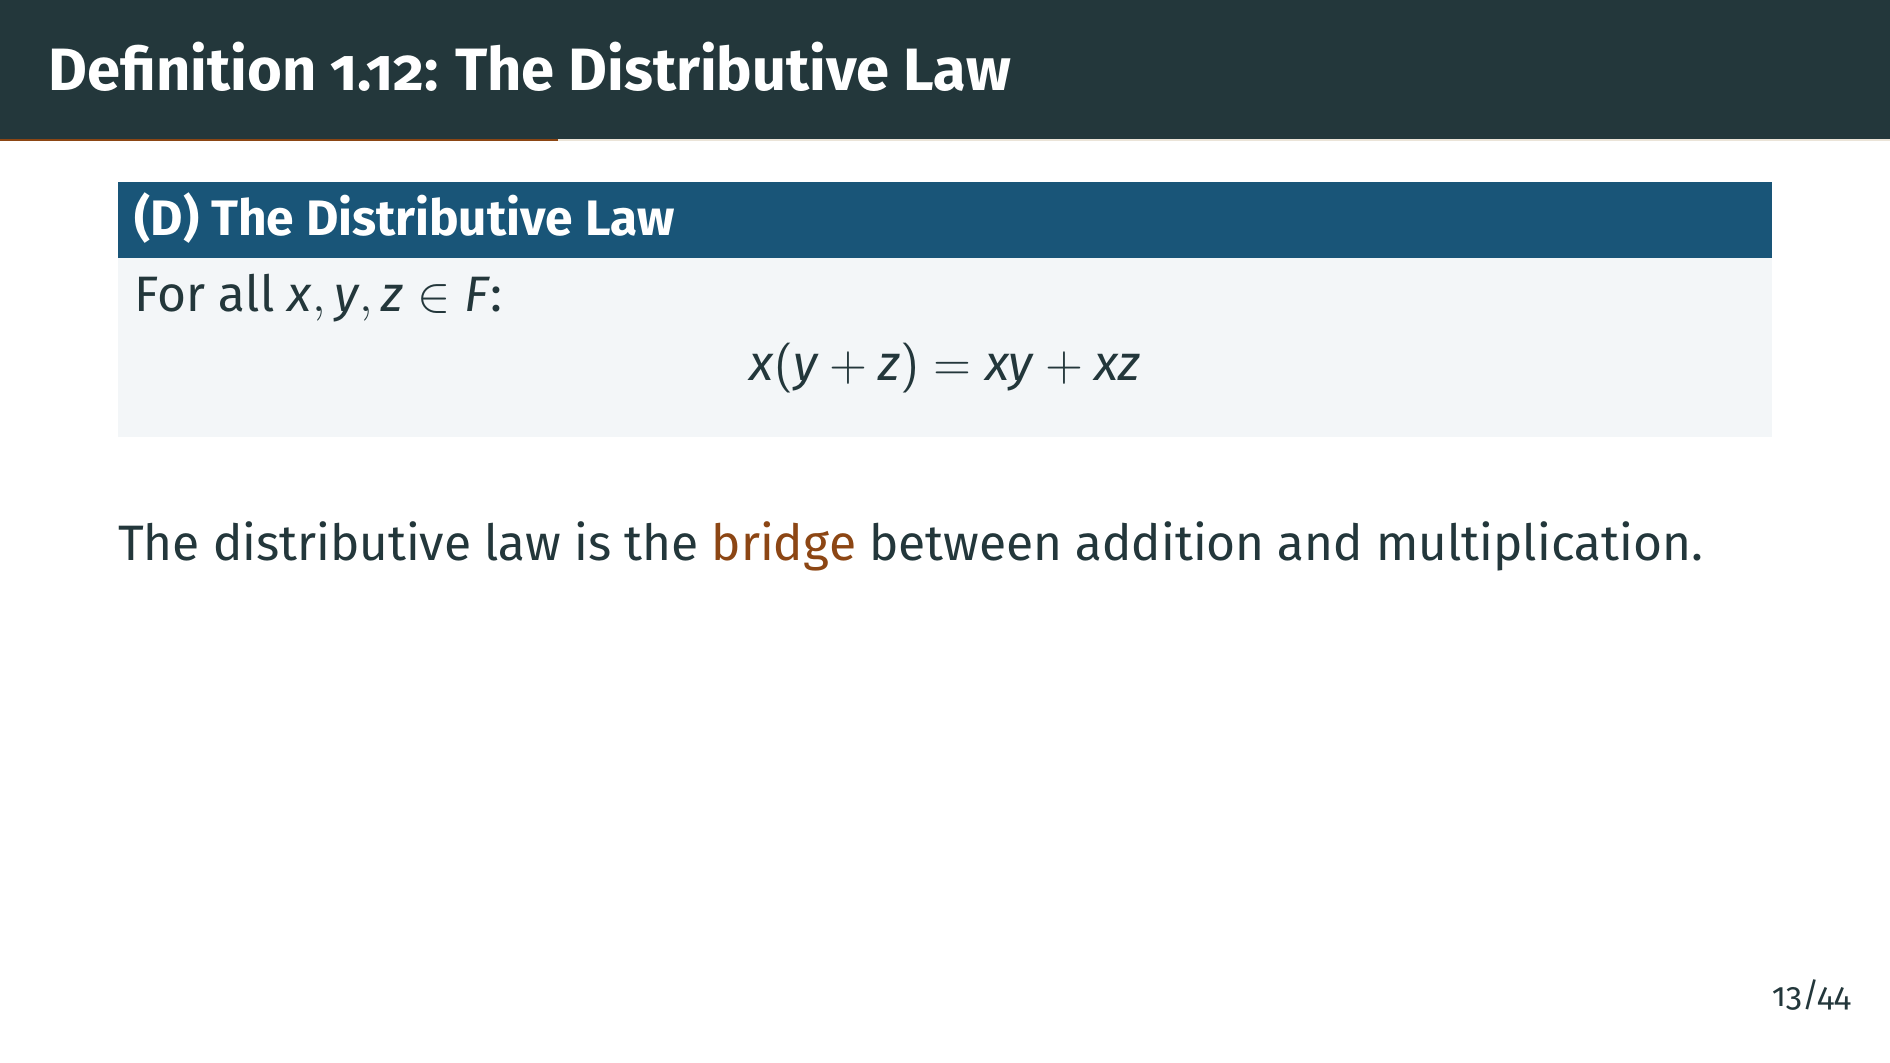 Definition 1.12: The Distributive Law
(D) The Distributive Law
For all x, y, z ∈ F:
x(y + z) = xy + xz
The distributive law is the bridge between addition and multiplication.
13/44